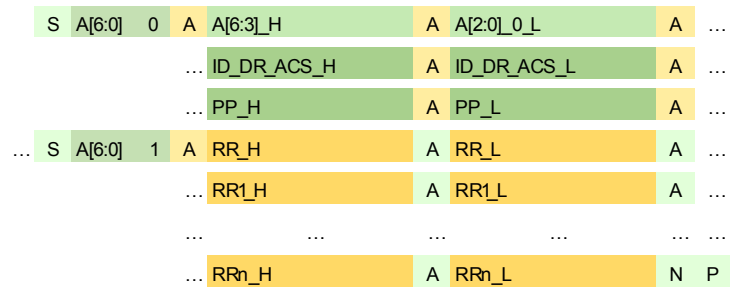 S A[6:0] 0 A A[6:3]_H A A[2:0]_0_L A …
… ID_DR_ACS_H A ID_DR_ACS_L A …
… PP_H A PP_L A …
… S A[6:0] 1 A RR_H A RR_L A …
… RR1_H A RR1_L A …
… … … … … …
… RRn_H A RRn_L N P